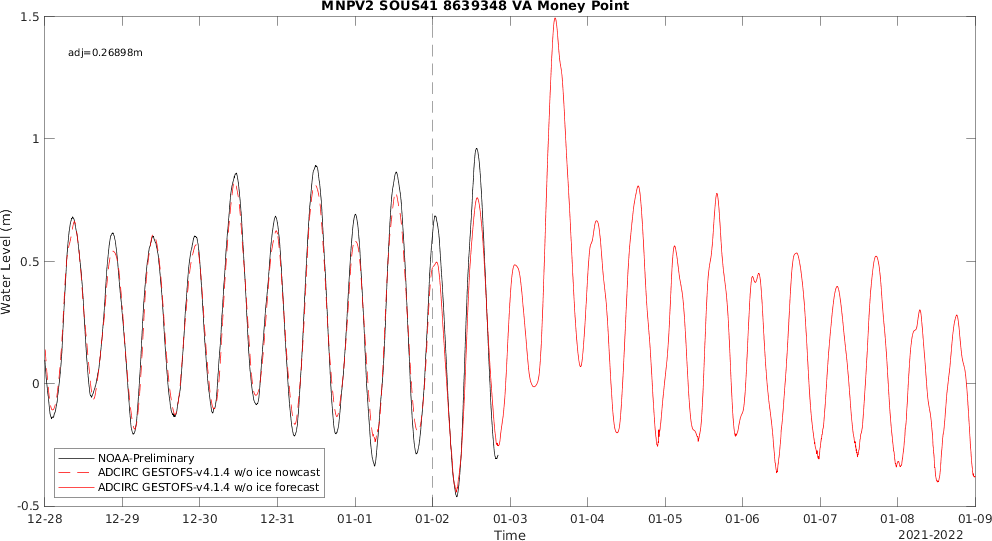 MNPV2 SOUS41 8639348 VA Money Point
adj=0.26898m
1.5
1
0.5
0
-0.5
Water Level (m)
NOAA-Preliminary
ADCIRC GESTOFS-v4.1.4 w/o ice nowcast
ADCIRC GESTOFS-v4.1.4 w/o ice forecast
12-28 12-29 12-30 12-31 01-01 01-02 01-03 01-04 01-05 01-06 01-07 01-08 01-09
Time
2021-2022